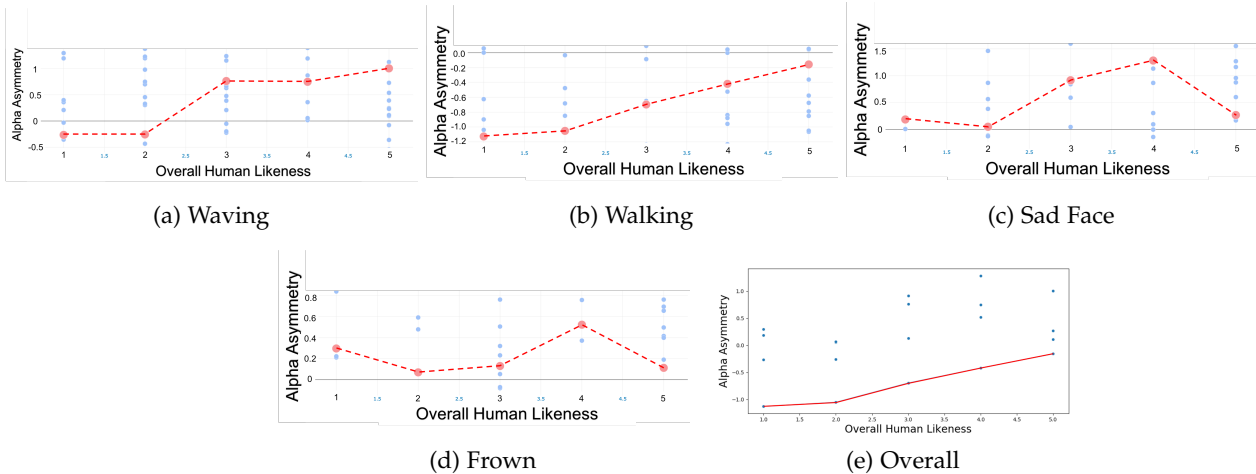 Alpha Asymmetry
1
0.5
0
-0.5
1 1.5 2 2.5 3 3.5 4 4.5 5
Overall Human Likeness
(a) Waving
Alpha Asymmetry
0.0
-0.2
-0.4
-0.6
-0.8
-1.0
-1.2
1 1.5 2 2.5 3 3.5 4 4.5 5
Overall Human Likeness
(b) Walking
Alpha Asymmetry
1.5
1.0
0.5
0
1 1.5 2 2.5 3 3.5 4 4.5 5
Overall Human Likeness
(c) Sad Face
Alpha Asymmetry
0.8
0.6
0.4
0.2
0
1 1.5 2 2.5 3 3.5 4 4.5 5
Overall Human Likeness
(d) Frown
Alpha Asymmetry
1.0
0.5
0.0
−0.5
−1.0
1.0 1.5 2.0 2.5 3.0 3.5 4.0 4.5 5.0
Overall Human Likeness
(e) Overall